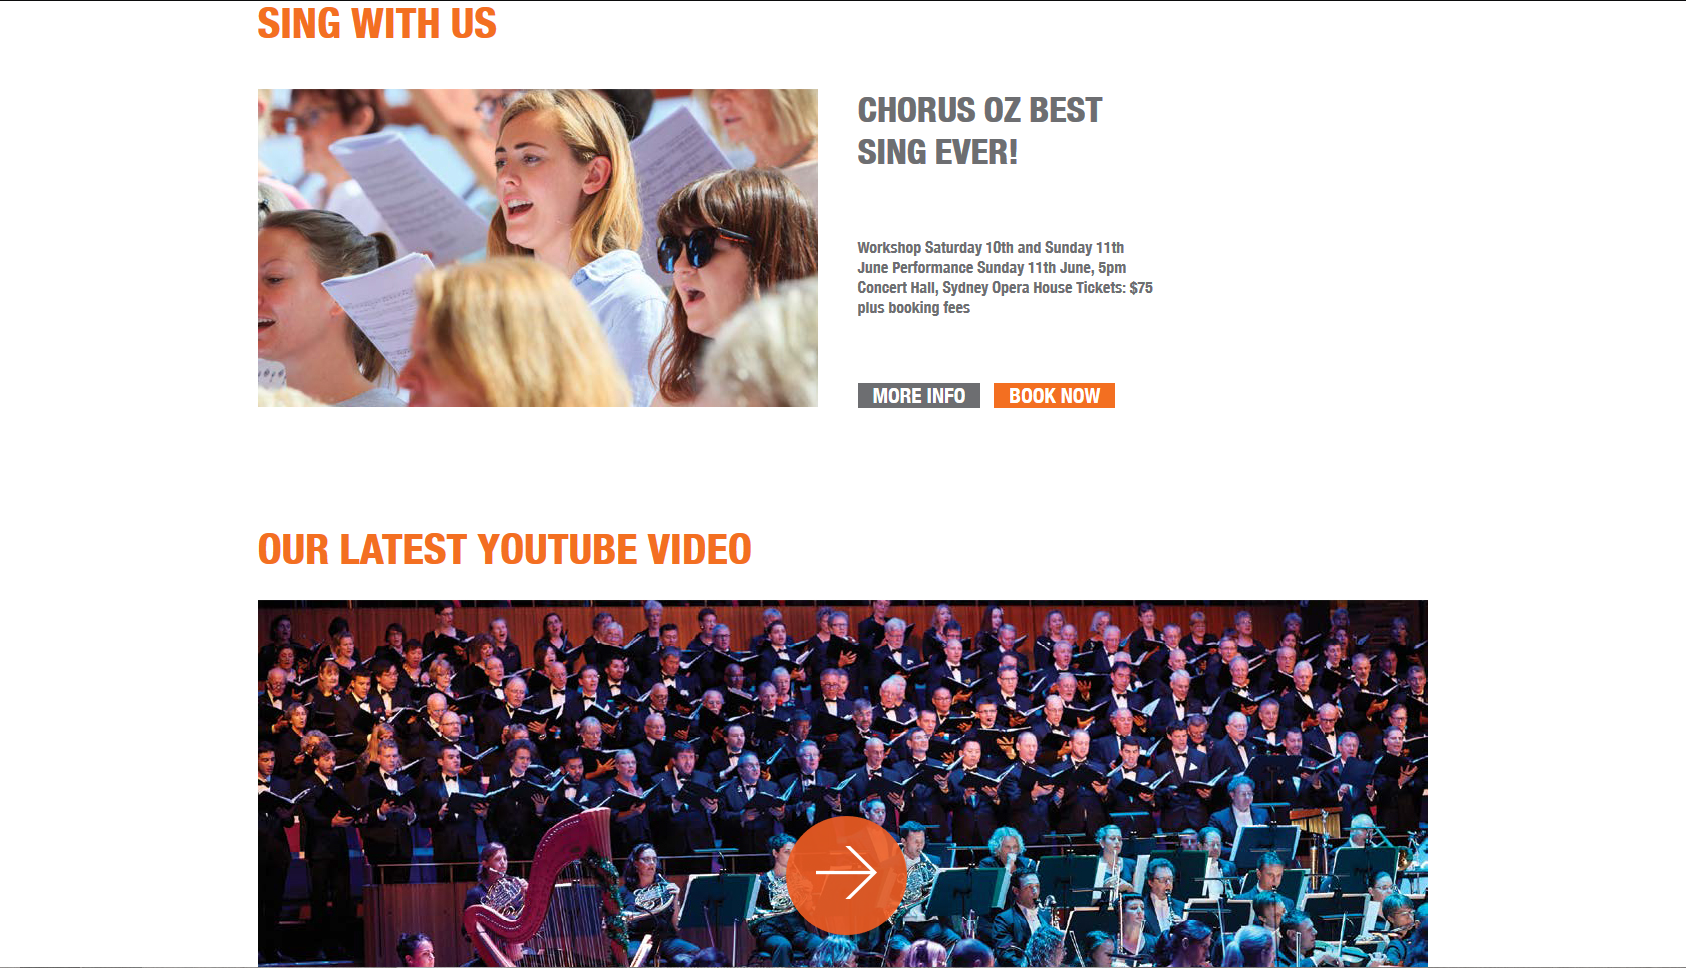 SING WITH US
CHORUS OZ BEST
SING EVER!
Workshop Saturday 10th and Sunday 11th
June Performance Sunday 11th June, 5pm
Concert Hall, Sydney Opera House Tickets: $75
plus booking fees
MORE INFO
BOOK NOW
OUR LATEST YOUTUBE VIDEO